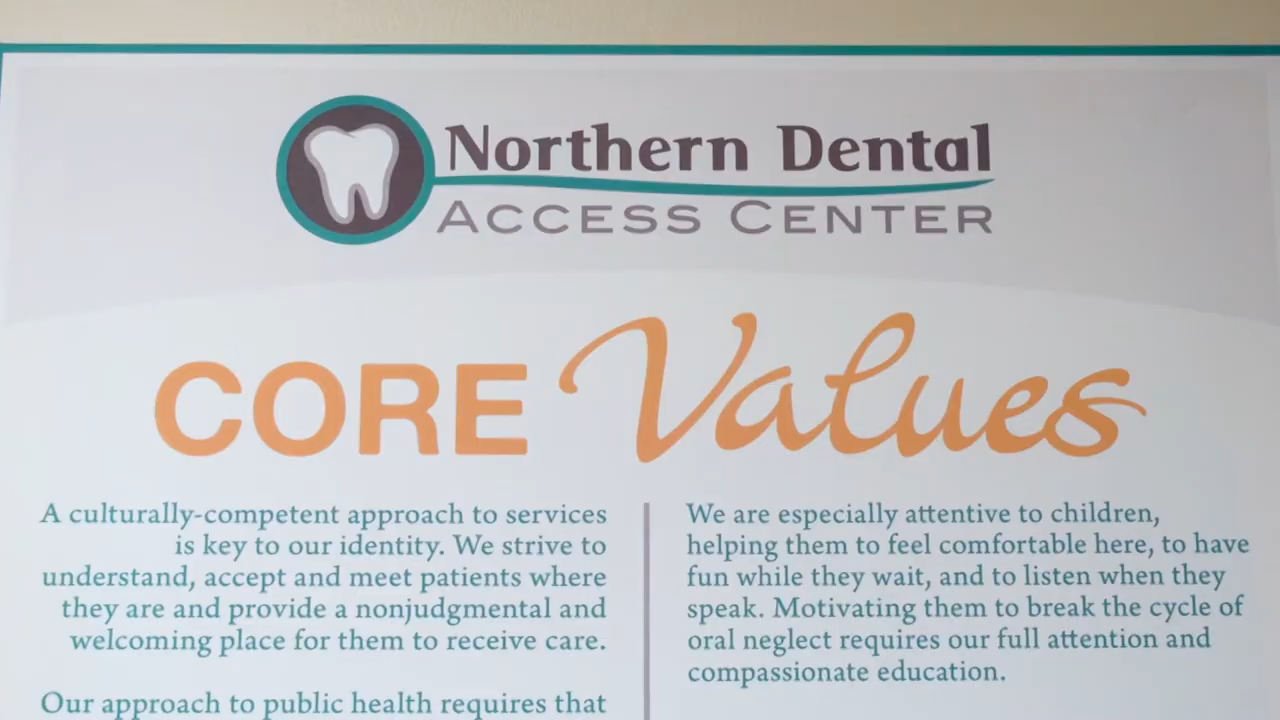 Northern Dental
ACCESS CENTER
CORE Values
A culturally-competent approach to services
is key to our identity. We strive to
understand, accept and meet patients where
they are and provide a nonjudgmental and
welcoming place for them to receive care.
Our approach to public health requires that
We are especially attentive to children,
helping them to feel comfortable here, to have
fun while they wait, and to listen when they
speak. Motivating them to break the cycle of
oral neglect requires our full attention and
compassionate education.